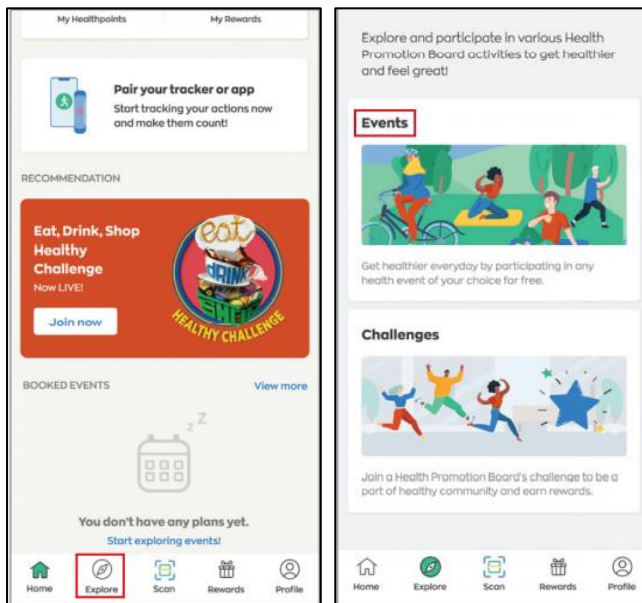 My Healthpoints
My Rewards
Pair your tracker or app
Start tracking your actions now
and make them count!
RECOMMENDATION
Eat, Drink, Shop
Healthy
Challenge
Now LIVE!
Join now
eat
DRINK
SHOP
HEALTHY CHALLENGE
BOOKED EVENTS
View more
z Z
You don't have any plans yet.
Start exploring events!
Home
Explore
Scan
Rewards
Profile
Explore and participate in various Health
Promotion Board activities to get healthier
and feel great!
Events
Get healthier everyday by participating in any
health event of your choice for free.
Challenges
Join a Health Promotion Board's challenge to be a
part of healthy community and earn rewards.
Home
Explore
Scan
Rewards
Profile